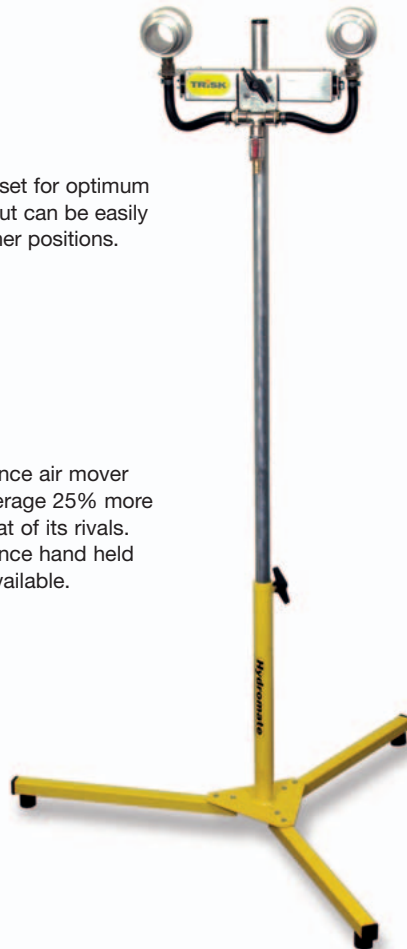 TRISK
set for optimum
ut can be easily
ner positions.
nce air mover
erage 25% more
at of its rivals.
nce hand held
vailable.
Hydromate